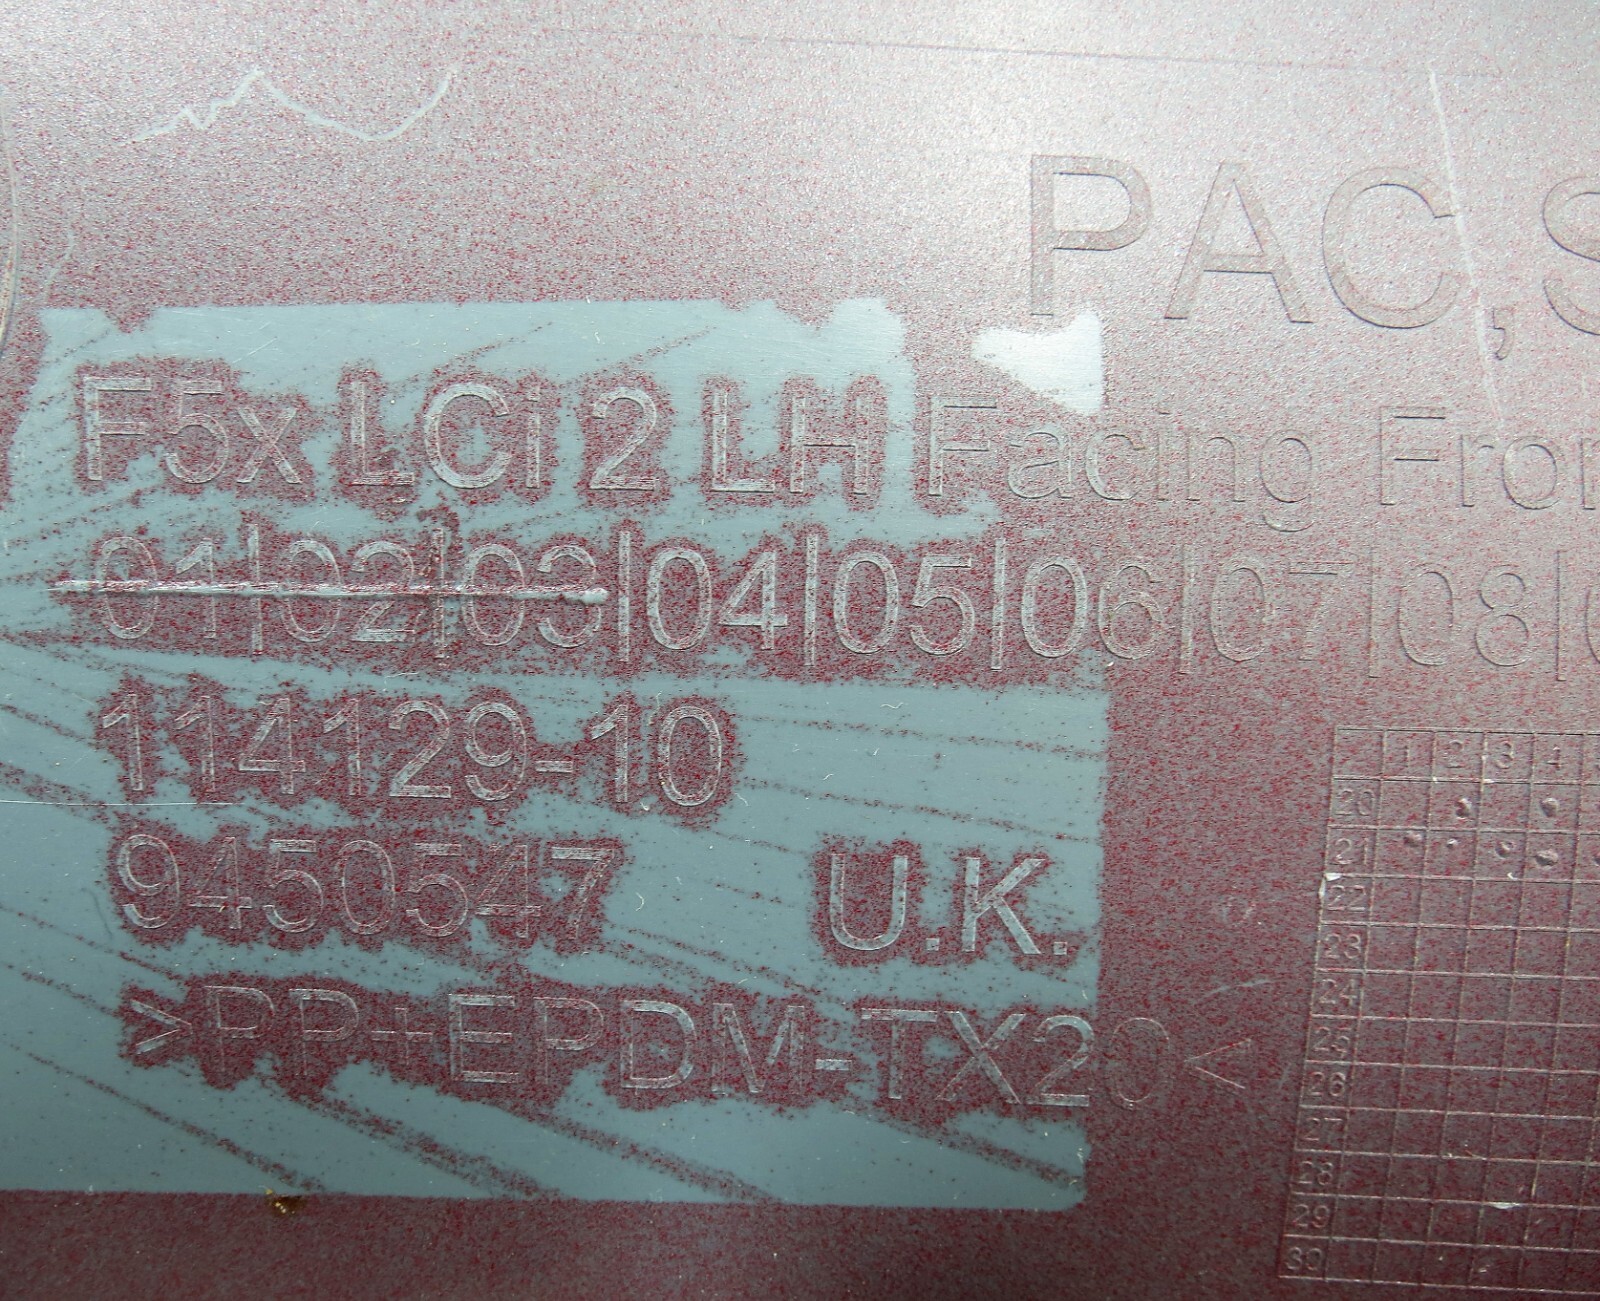 PAC,S
F5x LCi 2 LH Facing Fron
01|02|03|04|05|06|07|08|0
114129-10
9450547 U.K.
>PP+EPDM-TX20<
1 2 3 4
20
21
22
23
24
25
26
27
28
29
30